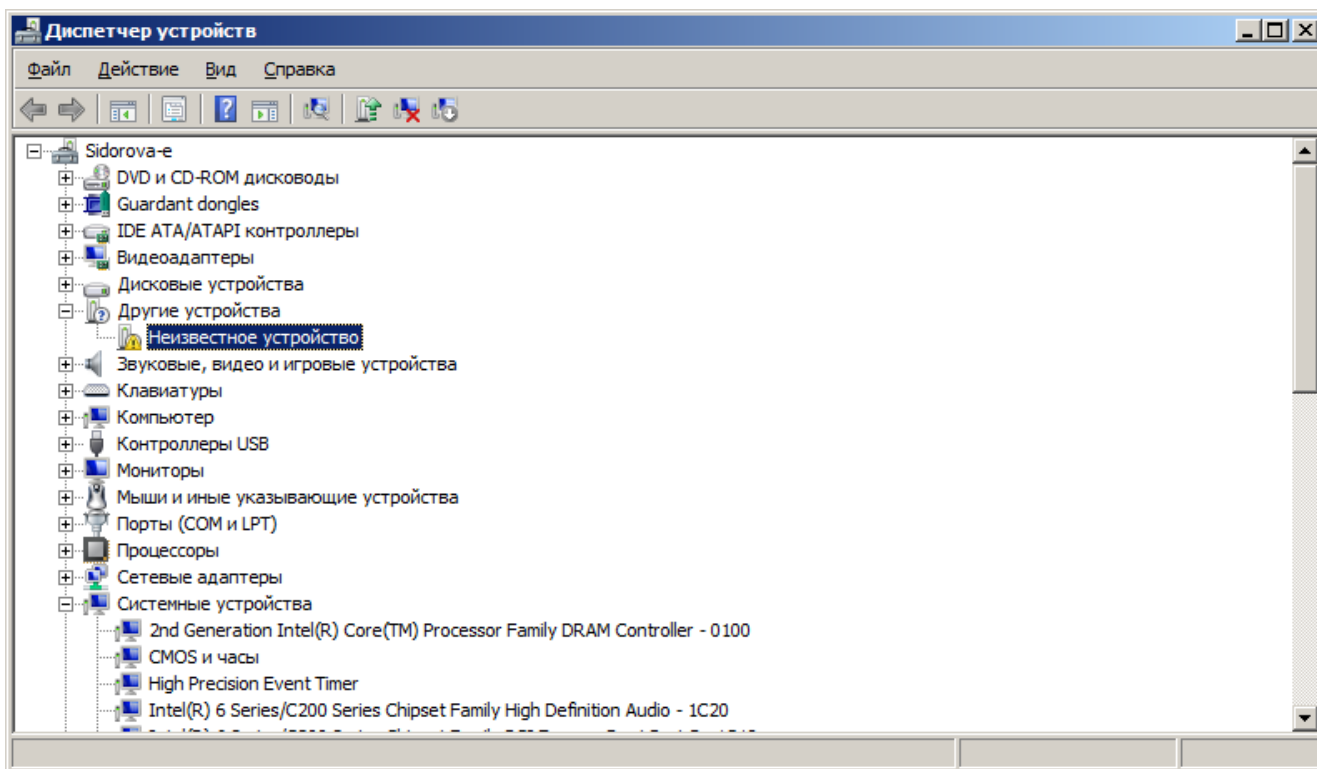 Диспетчер устройств
Файл Действие Вид Справка
Sidorova-e
DVD и CD-ROM дисководы
Guardant dongles
IDE ATA/ATAPI контроллеры
Видеоадаптеры
Дисковые устройства
Другие устройства
Неизвестное устройство
Звуковые, видео и игровые устройства
Клавиатуры
Компьютер
Контроллеры USB
Мониторы
Мыши и иные указывающие устройства
Порты (COM и LPT)
Процессоры
Сетевые адаптеры
Системные устройства
2nd Generation Intel(R) Core(TM) Processor Family DRAM Controller - 0100
CMOS и часы
High Precision Event Timer
Intel(R) 6 Series/C200 Series Chipset Family High Definition Audio - 1C20